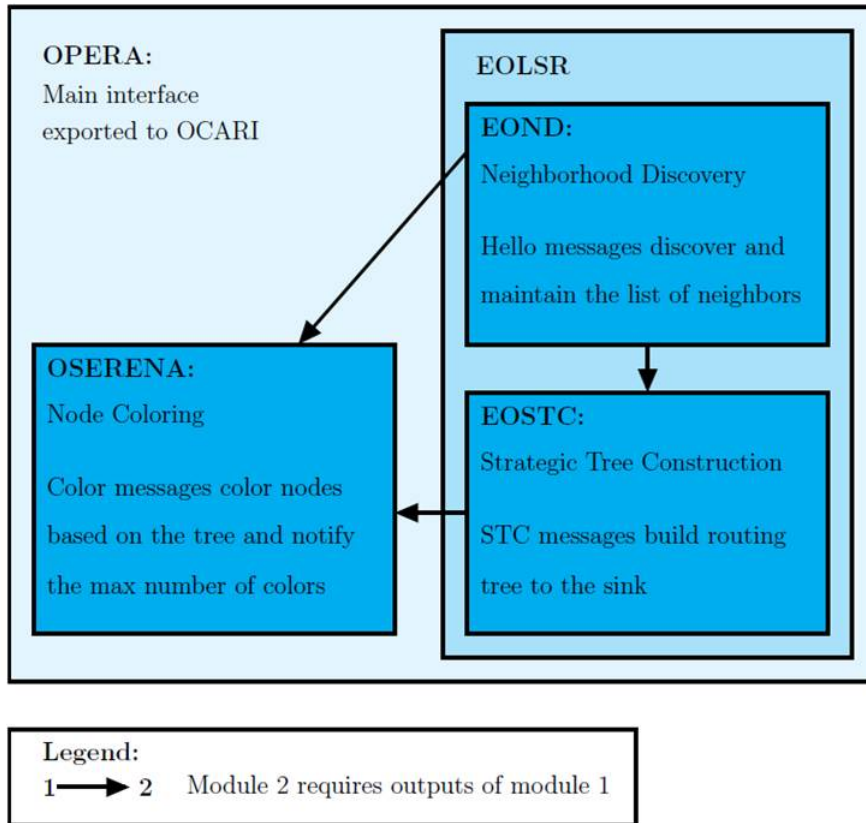 OPERA:
Main interface
exported to OCARI
EOLSR
EOND:
Neighborhood Discovery
Hello messages discover and
maintain the list of neighbors
OSERENA:
Node Coloring
Color messages color nodes
based on the tree and notify
the max number of colors
EOSTC:
Strategic Tree Construction
STC messages build routing
tree to the sink
Legend:
1 2 Module 2 requires outputs of module 1